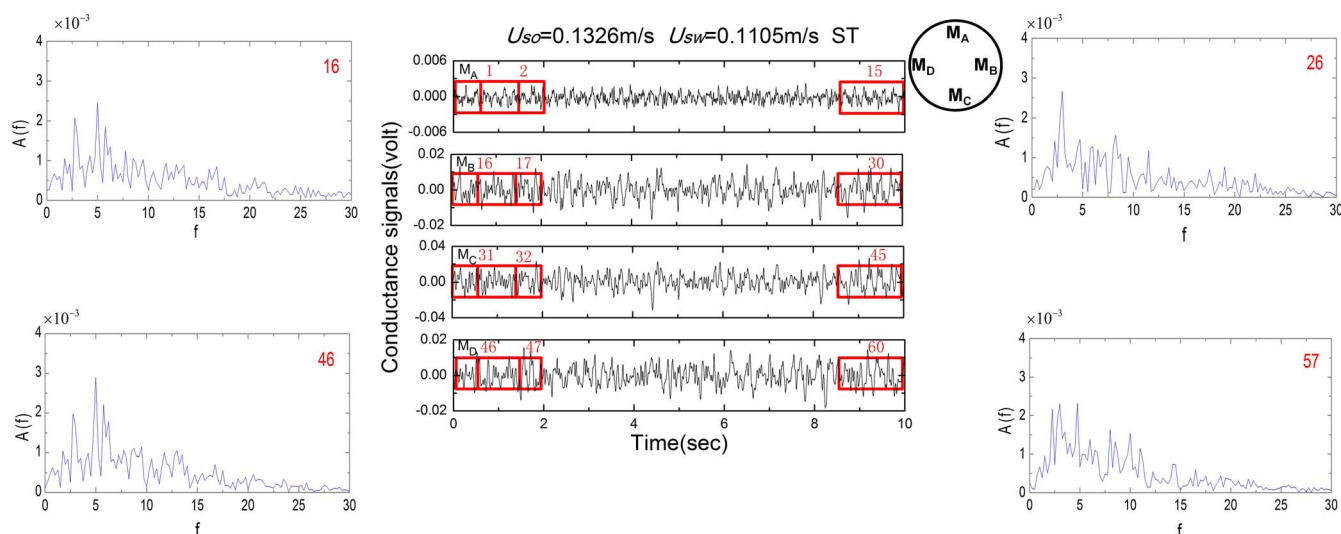 ×10⁻³
4
3
2
1
0
A (f)
16
0 5 10 15 20 25 30
f
×10⁻³
4
3
2
1
0
A (f)
46
0 5 10 15 20 25 30
f
Uso=0.1326m/s Usw=0.1105m/s ST
Conductance signals(volt)
0.006
0.000
-0.006
MA 1 2 15
0.02
0.00
-0.02
MB 16 17 30
0.04
0.00
-0.04
MC 31 32 45
0.02
0.00
-0.02
MD 46 47 60
0 2 4 6 8 10
Time(sec)
MA
MD MB
MC
×10⁻³
4
3
2
1
0
A (f)
26
0 5 10 15 20 25 30
f
×10⁻³
4
3
2
1
0
A (f)
57
0 5 10 15 20 25 30
f